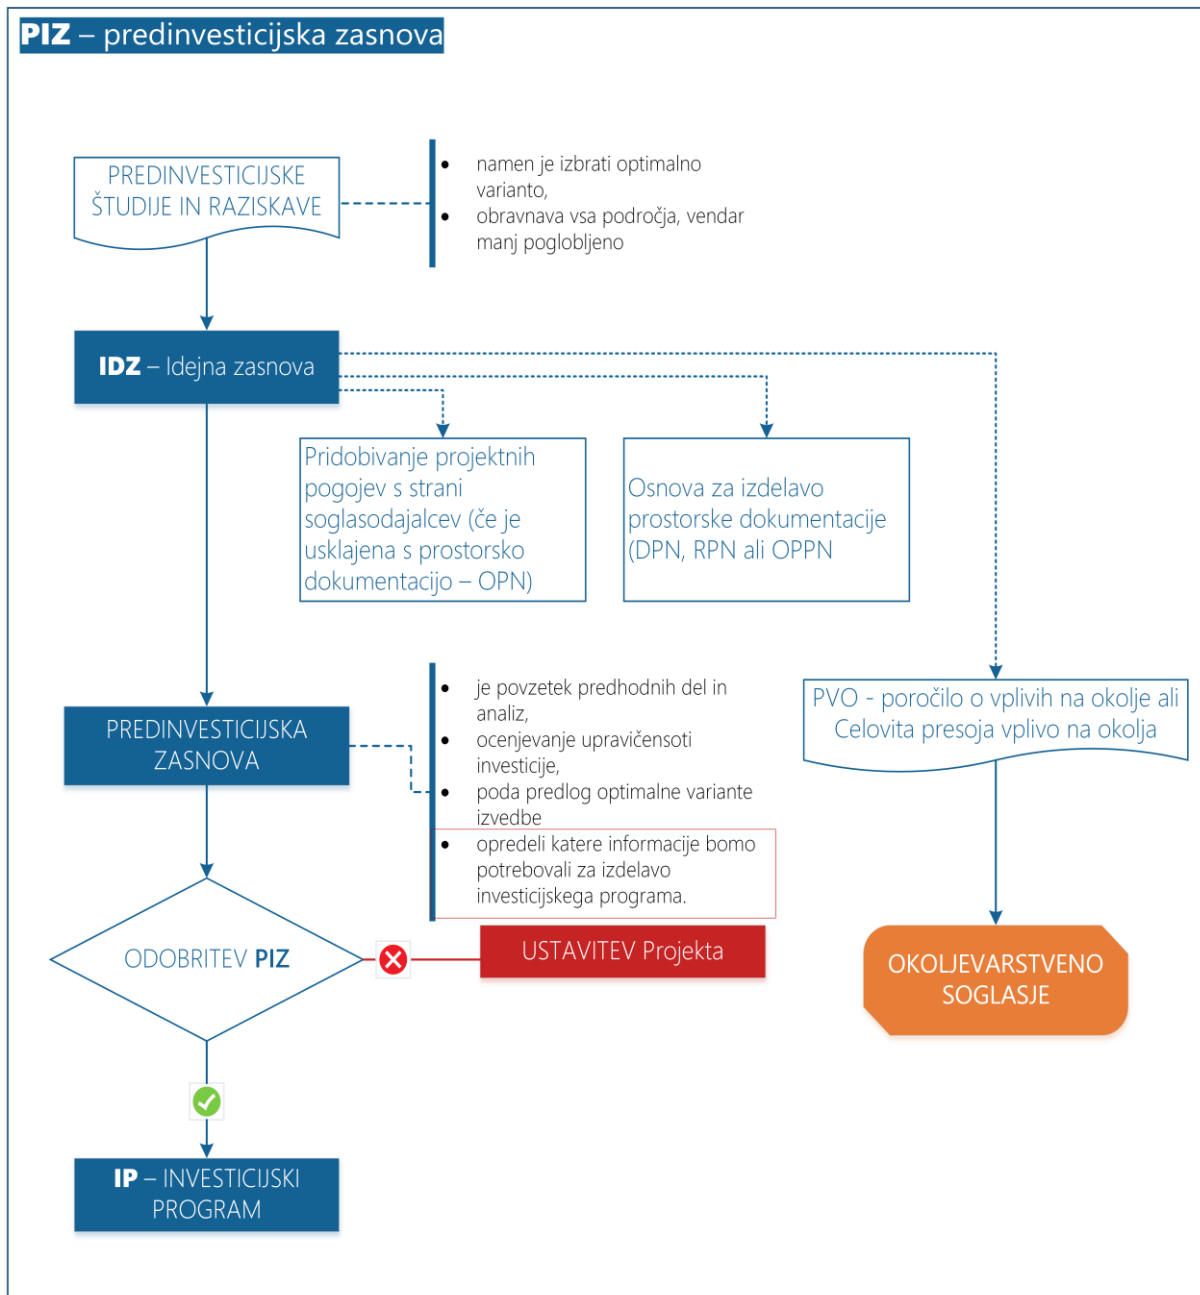 PIZ – predinvesticijska zasnova
PREDINVESTICIJSKE
ŠTUDIJE IN RAZISKAVE
• namen je izbrati optimalno
varianto,
• obravnava vsa področja, vendar
manj poglobljeno
IDZ – Idejna zasnova
Pridobivanje projektnih
pogojev s strani
soglasodajalcev (če je
usklajena s prostorsko
dokumentacijo – OPN)
Osnova za izdelavo
prostorske dokumentacije
(DPN, RPN ali OPPN
PREDINVESTICIJSKA
ZASNOVA
• je povzetek predhodnih del in
analiz,
• ocenjevanje upravičensoti
investicije,
• poda predlog optimalne variante
izvedbe
• opredeli katere informacije bomo
potrebovali za izdelavo
investicijskega programa.
PVO - poročilo o vplivih na okolje ali
Celovita presoja vplivo na okolja
ODOBRITEV PIZ
USTAVITEV Projekta
OKOLJEVARSTVENO
SOGLASJE
IP – INVESTICIJSKI
PROGRAM